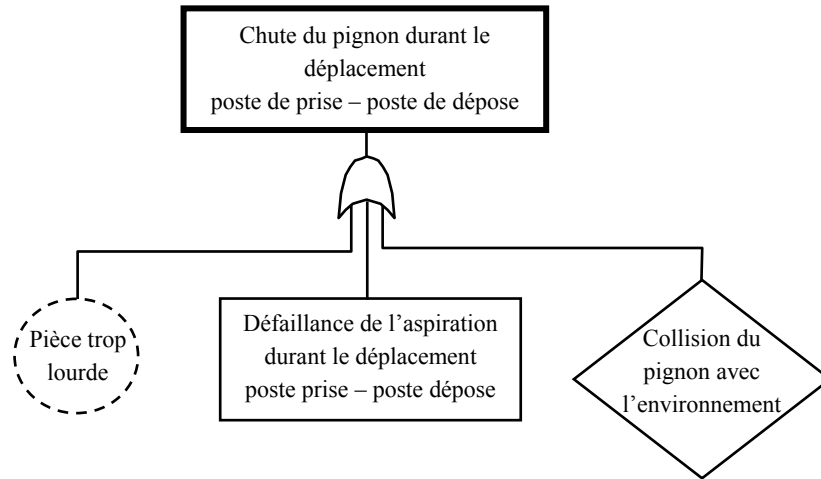 Chute du pignon durant le
déplacement
poste de prise – poste de dépose
Pièce trop
lourde
Défaillance de l’aspiration
durant le déplacement
poste prise – poste dépose
Collision du
pignon avec
l’environnement